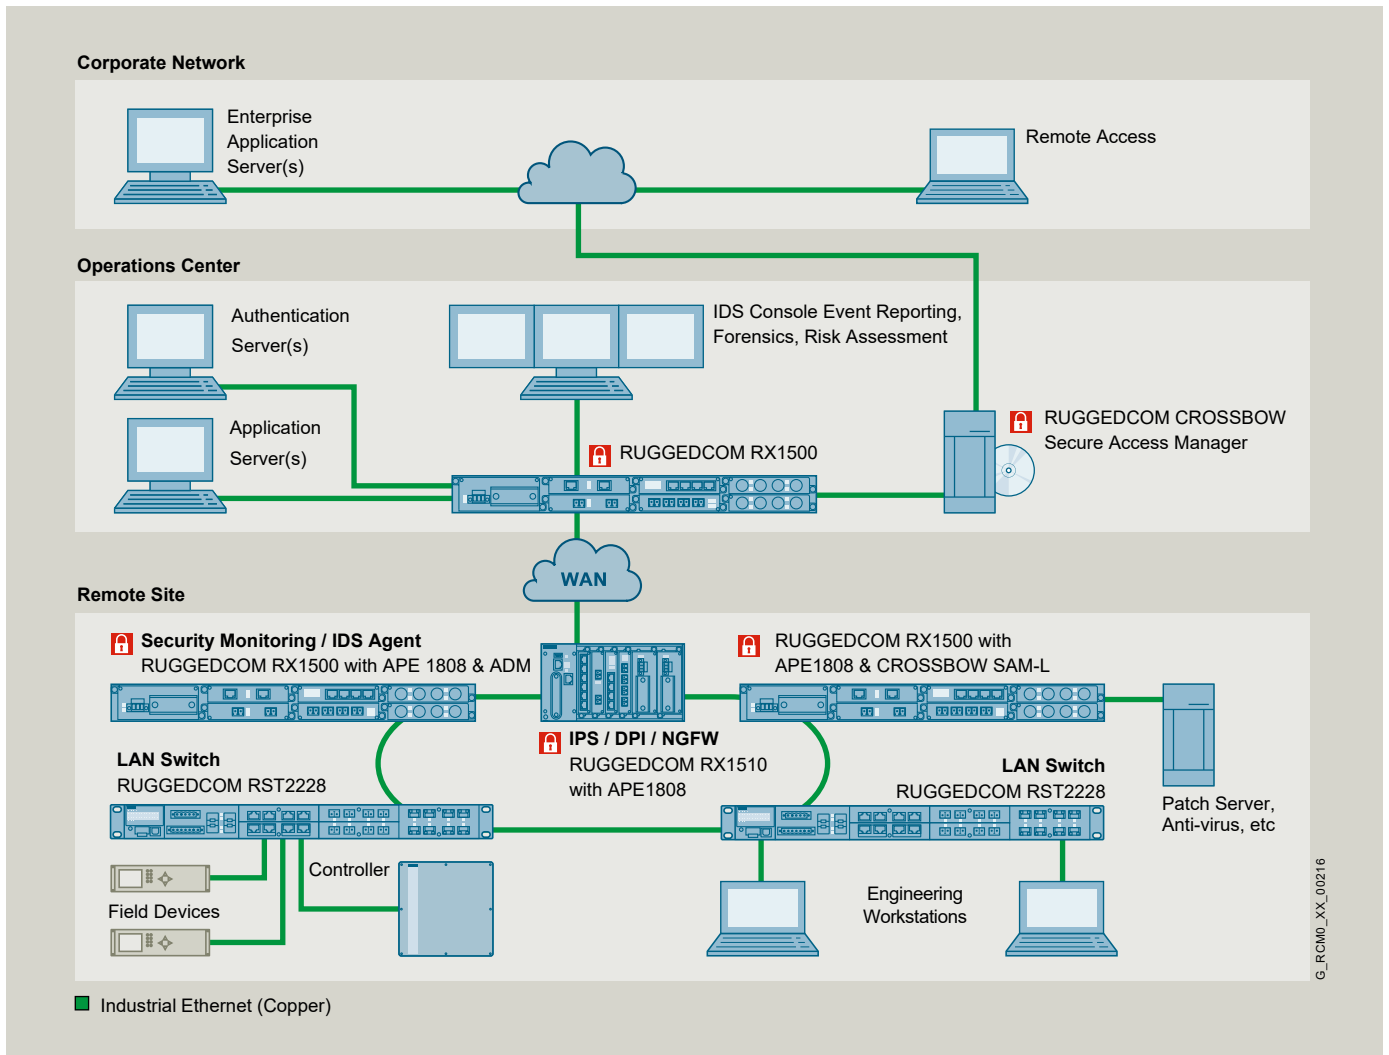 Corporate Network
Enterprise
Application
Server(s)
Remote Access
Operations Center
Authentication
Server(s)
IDS Console Event Reporting,
Forensics, Risk Assessment
Application
Server(s)
RUGGEDCOM RX1500
RUGGEDCOM CROSSBOW
Secure Access Manager
WAN
Remote Site
Security Monitoring / IDS Agent
RUGGEDCOM RX1500 with APE 1808 & ADM
RUGGEDCOM RX1500 with
APE1808 & CROSSBOW SAM-L
IPS / DPI / NGFW
RUGGEDCOM RX1510
with APE1808
LAN Switch
RUGGEDCOM RST2228
LAN Switch
RUGGEDCOM RST2228
Patch Server,
Anti-virus, etc
Controller
Field Devices
Engineering
Workstations
G_RCM0_XX_00216
Industrial Ethernet (Copper)